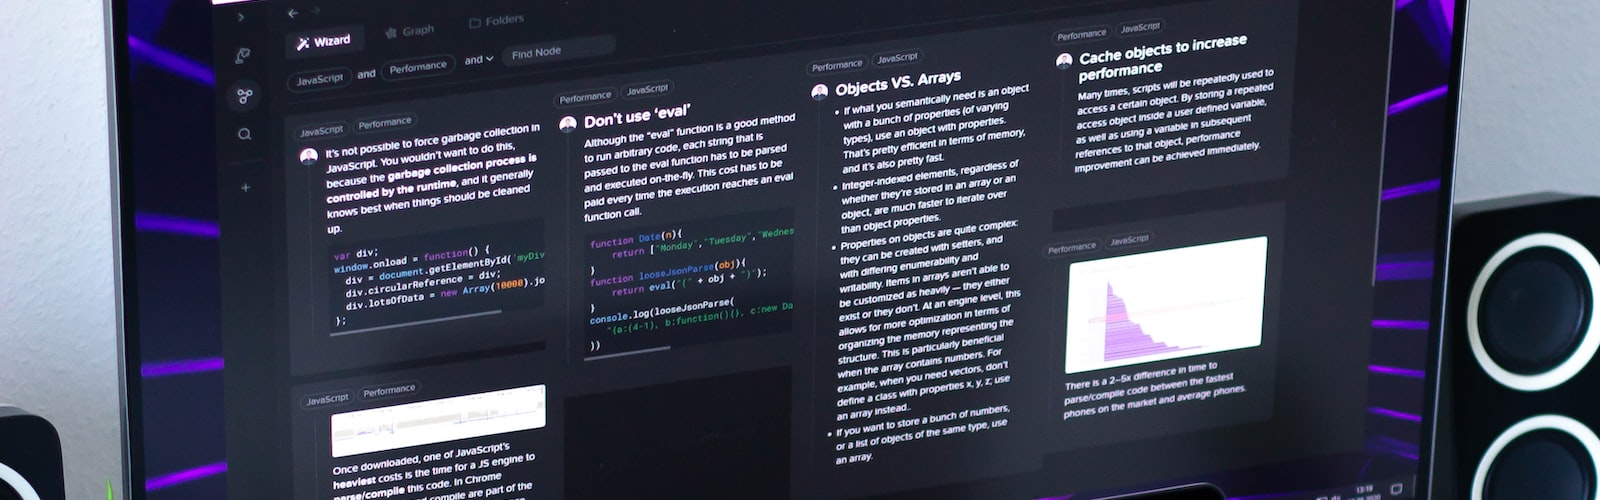 Wizard
Graph
Folders
JavaScript and Performance and Find Node
JavaScript Performance
It's not possible to force garbage collection in
JavaScript. You wouldn't want to do this,
because the garbage collection process is
controlled by the runtime, and it generally
knows best when things should be cleaned
up.
var div;
window.onload = function() {
div = document.getElementById('myDiv
div.circularReference = div;
div.lotsOfData = new Array(10000).jo
};
JavaScript Performance
Once downloaded, one of JavaScript's
heaviest costs is the time for a JS engine to
parse/compile this code. In Chrome
compile are part of the
Performance JavaScript
Don't use 'eval'
Although the "eval" function is a good method
to run arbitrary code, each string that is
passed to the eval function has to be parsed
and executed on-the-fly. This cost has to be
paid every time the execution reaches an eval
function call.
function Date(n){
return ["Monday","Tuesday","Wednes
}
function looseJsonParse(obj){
return eval("(" + obj + ")");
}
console.log(looseJsonParse(
"{a:(4-1), b:function(){}, c:new Da
))
Performance JavaScript
Objects VS. Arrays
• If what you semantically need is an object
with a bunch of properties (of varying
types), use an object with properties.
That's pretty efficient in terms of memory,
and it's also pretty fast.
• Integer-indexed elements, regardless of
whether they're stored in an array or an
object, are much faster to iterate over
than object properties.
• Properties on objects are quite complex:
they can be created with setters, and
with differing enumerability and
writability. Items in arrays aren't able to
be customized as heavily — they either
exist or they don't. At an engine level, this
allows for more optimization in terms of
organizing the memory representing the
structure. This is particularly beneficial
when the array contains numbers. For
example, when you need vectors, don't
define a class with properties x, y, z; use
an array instead..
• If you want to store a bunch of numbers,
or a list of objects of the same type, use
an array.
Performance JavaScript
Cache objects to increase
performance
Many times, scripts will be repeatedly used to
access a certain object. By storing a repeated
access object inside a user defined variable,
as well as using a variable in subsequent
references to that object, performance
improvement can be achieved immediately.
Performance JavaScript
There is a 2–5x difference in time to
parse/compile code between the fastest
phones on the market and average phones.
13:19